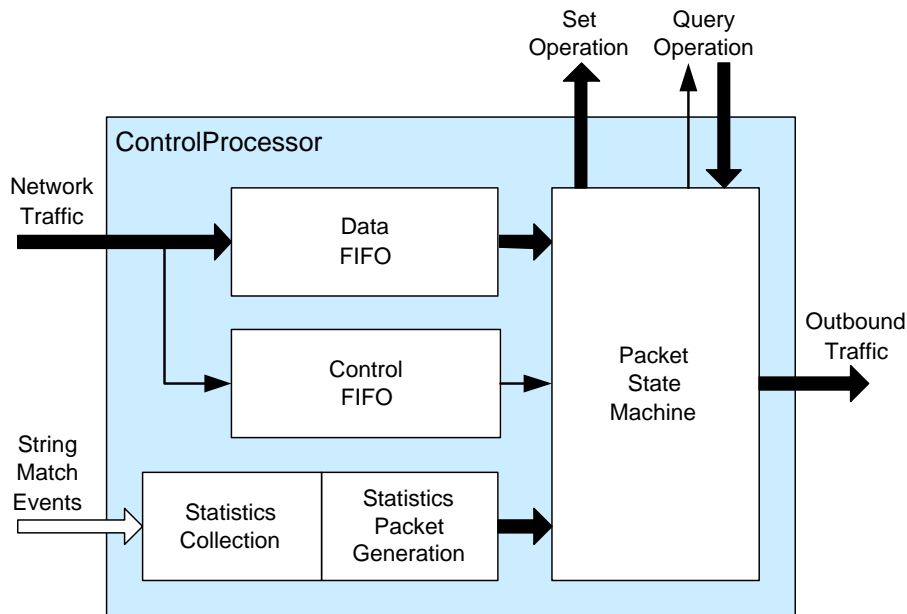 Set
Operation
Query
Operation
ControlProcessor
Network
Traffic
Data
FIFO
Control
FIFO
Packet
State
Machine
Outbound
Traffic
String
Match
Events
Statistics
Collection
Statistics
Packet
Generation